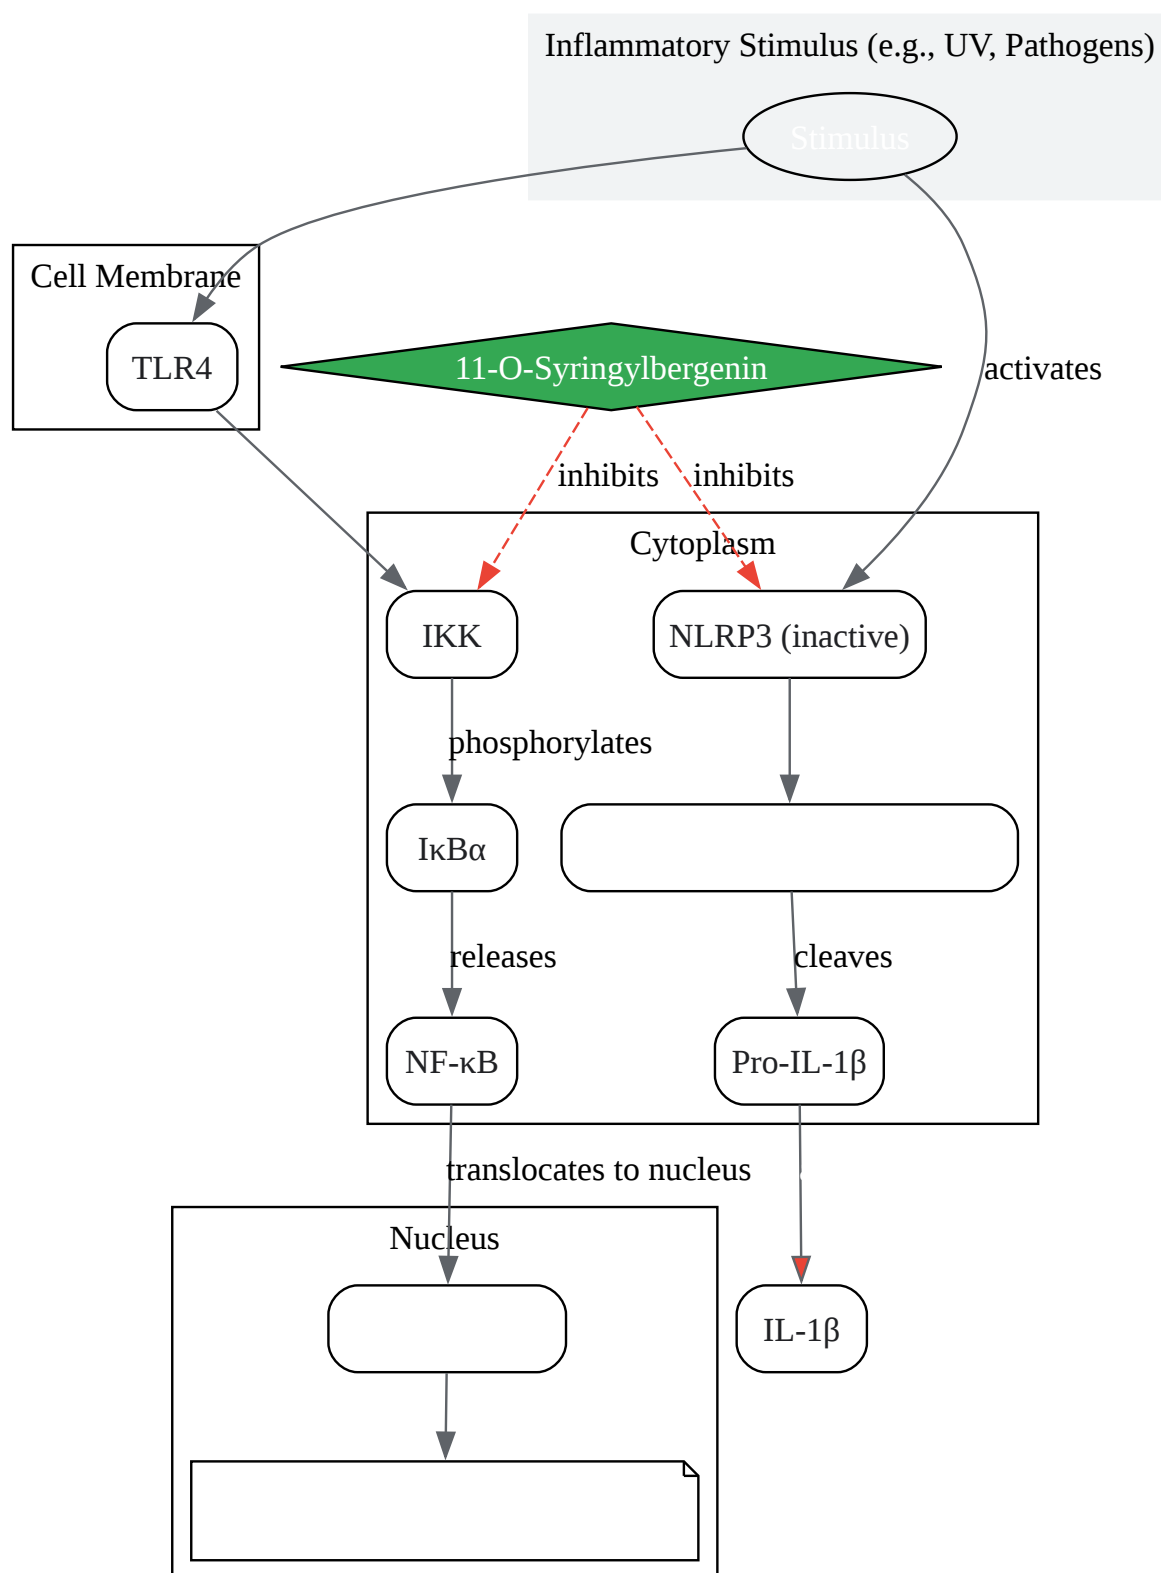 Inflammatory Stimulus (e.g., UV, Pathogens)
Stimulus
Cell Membrane
TLR4
11-O-Syringylbergenin
activates
inhibits
inhibits
Cytoplasm
IKK
NLRP3 (inactive)
phosphorylates
IκBα
releases
cleaves
NF-κB
Pro-IL-1β
translocates to nucleus
Nucleus
IL-1β